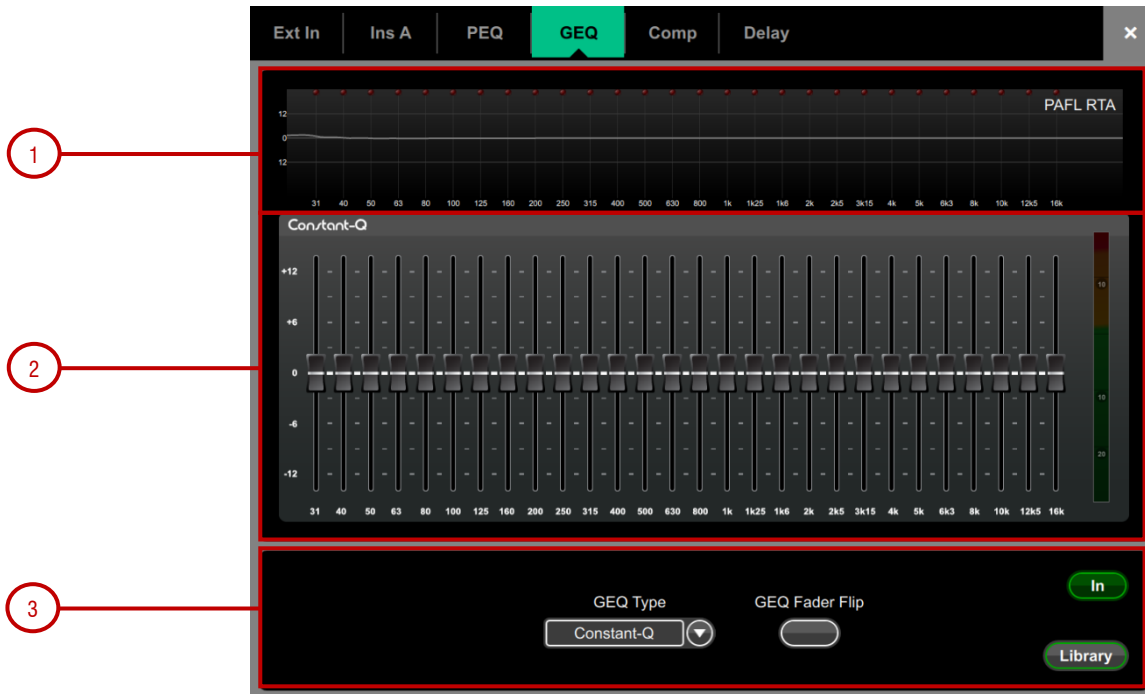 Ext In Ins A PEQ GEQ Comp Delay ×
PAFL RTA
12
0
12
31 40 50 63 80 100 125 160 200 250 315 400 500 630 800 1k 1k25 1k6 2k 2k5 3k15 4k 5k 6k3 8k 10k 12k5 16k
1
Constant-Q
+12
10
+6
0
2
10
-6
20
-12
31 40 50 63 80 100 125 160 200 250 315 400 500 630 800 1k 1k25 1k6 2k 2k5 3k15 4k 5k 6k3 8k 10k 12k5 16k
In
3
GEQ Type GEQ Fader Flip
Constant-Q
Library